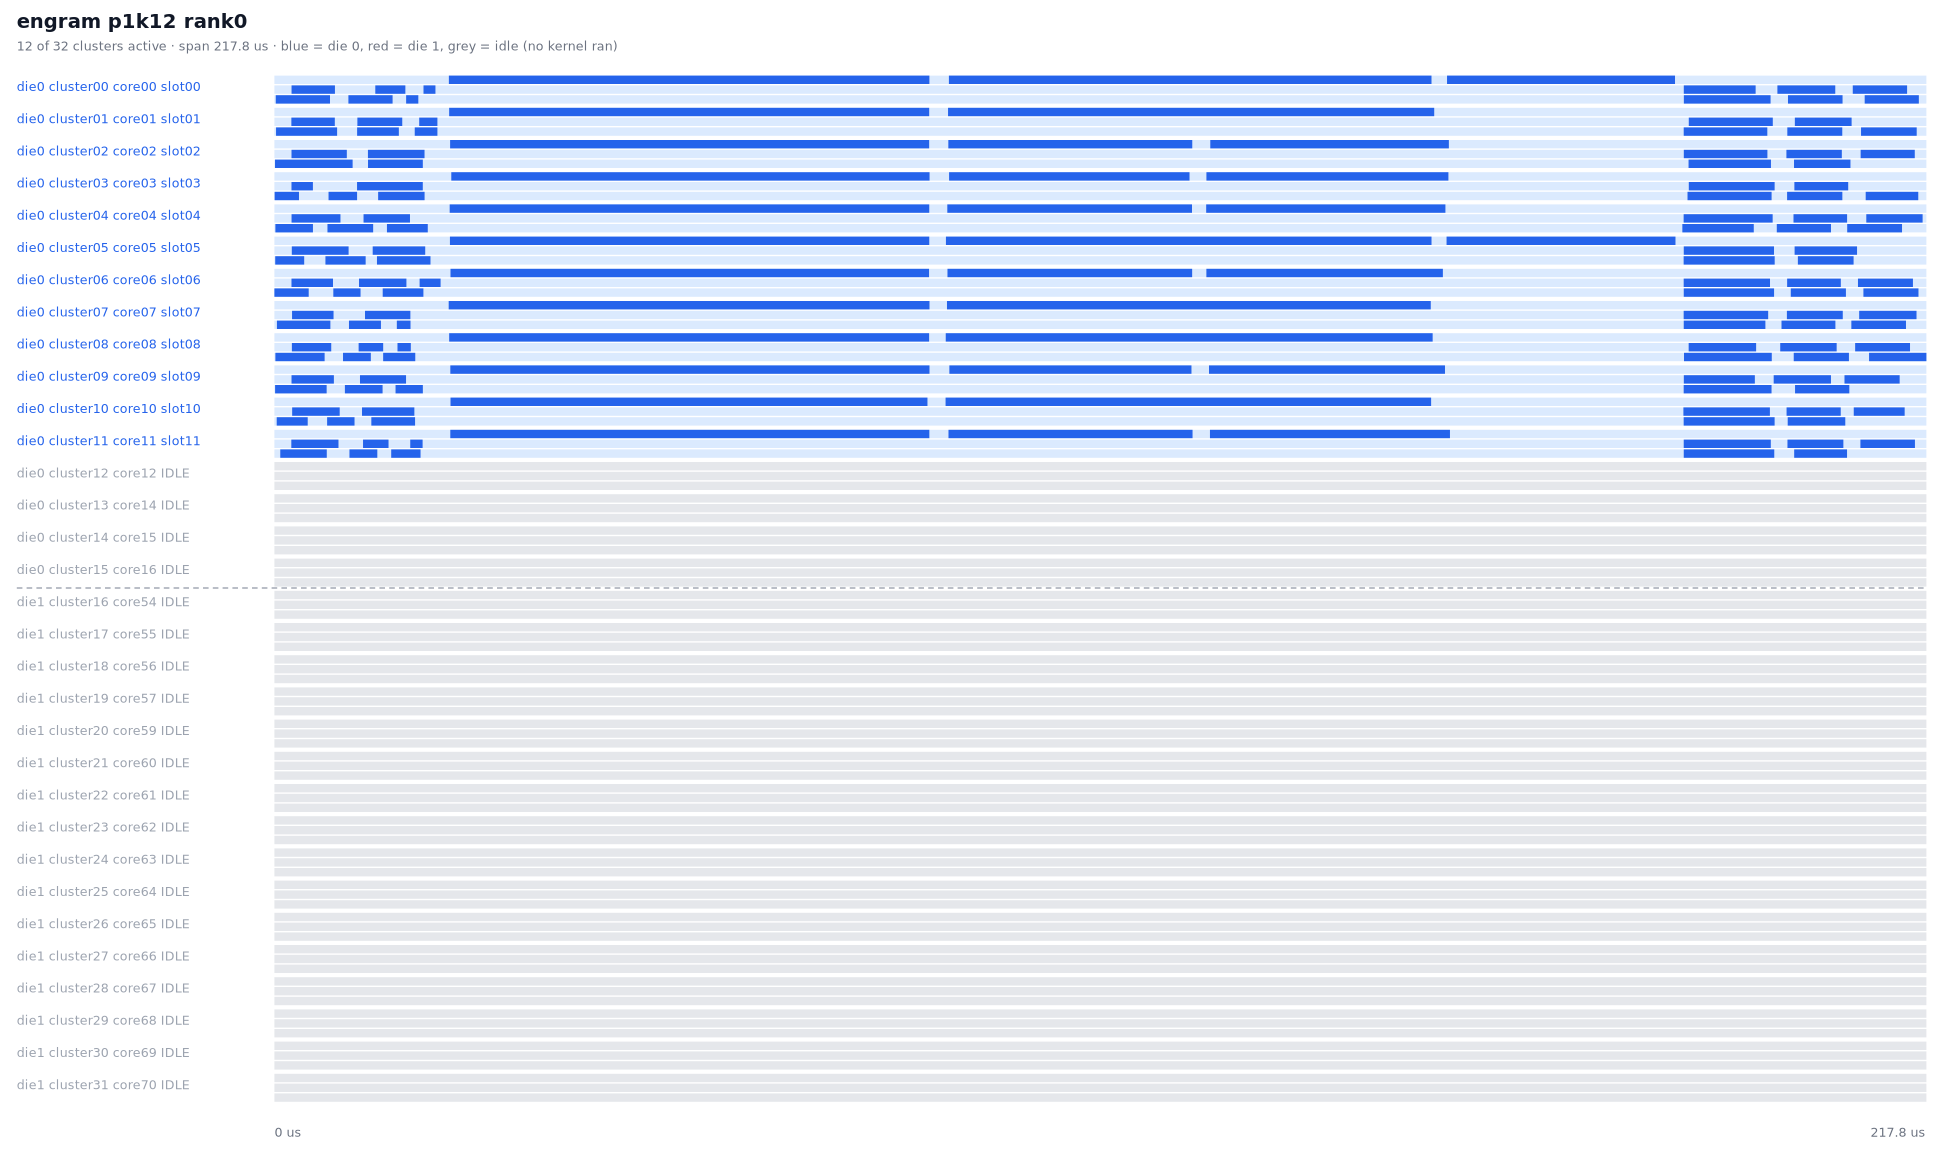 engram p1k12 rank0
12 of 32 clusters active · span 217.8 us · blue = die 0, red = die 1, grey = idle (no kernel ran)
die0 cluster00 core00 slot00
die0 cluster01 core01 slot01
die0 cluster02 core02 slot02
die0 cluster03 core03 slot03
die0 cluster04 core04 slot04
die0 cluster05 core05 slot05
die0 cluster06 core06 slot06
die0 cluster07 core07 slot07
die0 cluster08 core08 slot08
die0 cluster09 core09 slot09
die0 cluster10 core10 slot10
die0 cluster11 core11 slot11
die0 cluster12 core12 IDLE
die0 cluster13 core14 IDLE
die0 cluster14 core15 IDLE
die0 cluster15 core16 IDLE
die1 cluster16 core54 IDLE
die1 cluster17 core55 IDLE
die1 cluster18 core56 IDLE
die1 cluster19 core57 IDLE
die1 cluster20 core59 IDLE
die1 cluster21 core60 IDLE
die1 cluster22 core61 IDLE
die1 cluster23 core62 IDLE
die1 cluster24 core63 IDLE
die1 cluster25 core64 IDLE
die1 cluster26 core65 IDLE
die1 cluster27 core66 IDLE
die1 cluster28 core67 IDLE
die1 cluster29 core68 IDLE
die1 cluster30 core69 IDLE
die1 cluster31 core70 IDLE
0 us
217.8 us